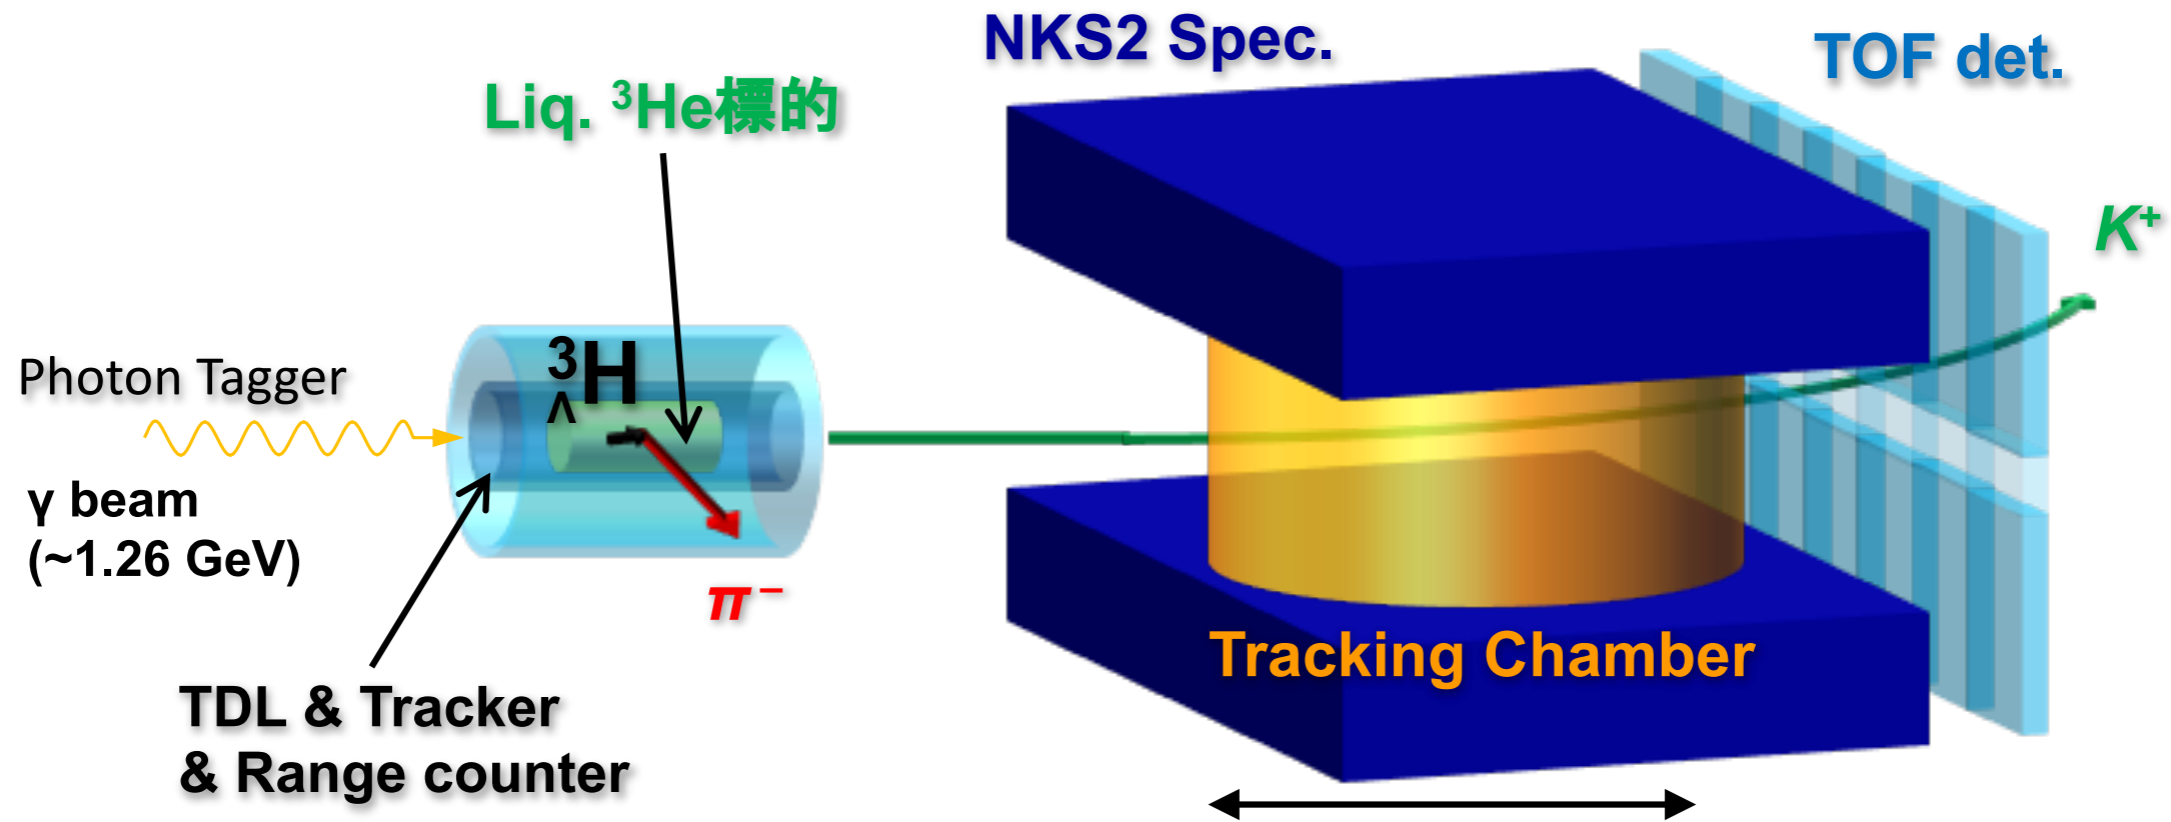 NKS2 Spec.
TOF det.
Liq. ³He標的
K⁺
³ΛH
Photon Tagger
γ beam
(~1.26 GeV)
π⁻
Tracking Chamber
TDL & Tracker
& Range counter